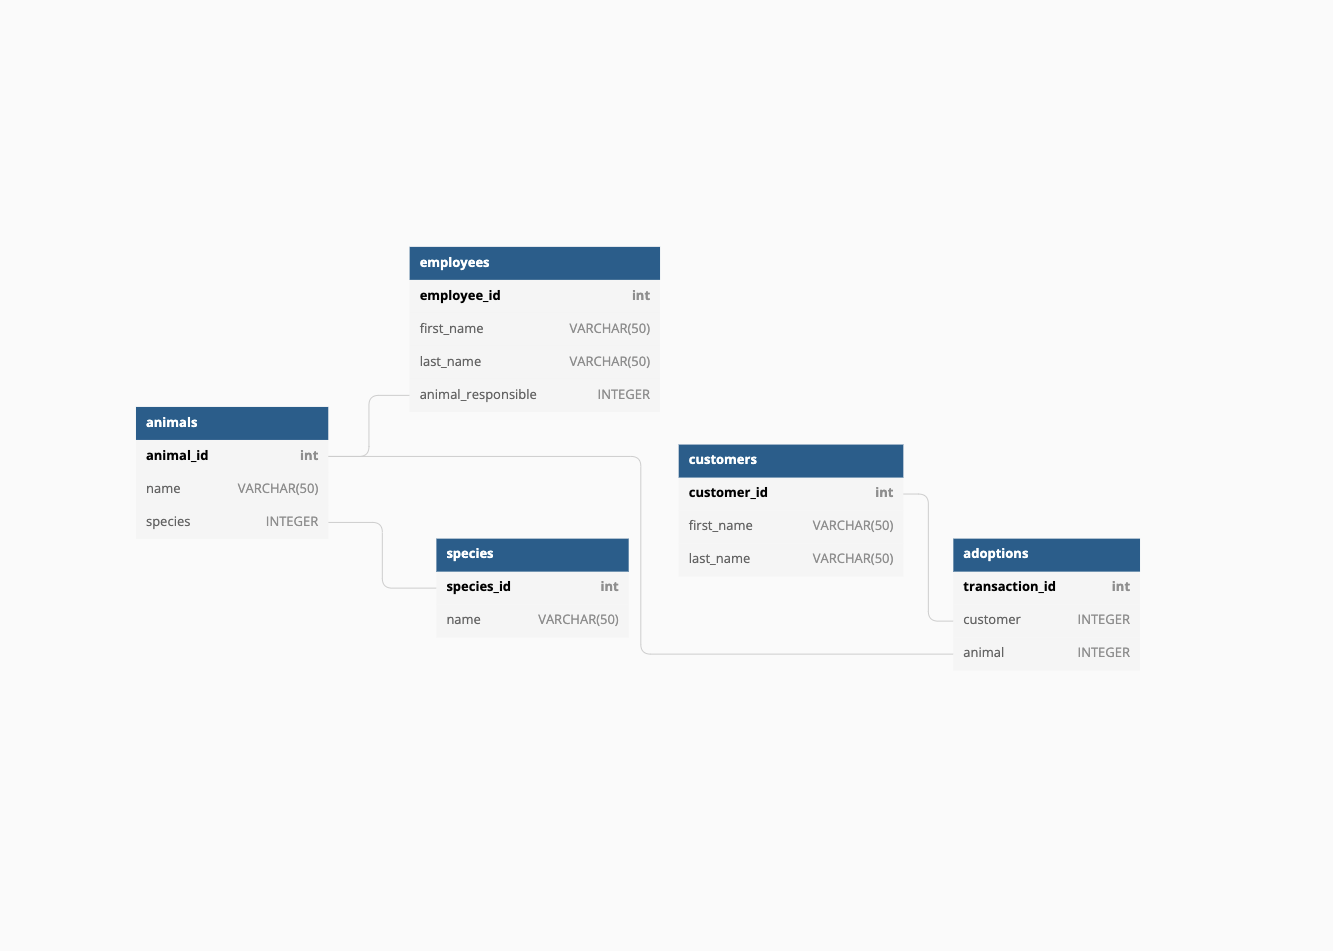 employees
employee_id int
first_name VARCHAR(50)
last_name VARCHAR(50)
animal_responsible INTEGER
animals
animal_id int
name VARCHAR(50)
species INTEGER
customers
customer_id int
first_name VARCHAR(50)
last_name VARCHAR(50)
species
species_id int
name VARCHAR(50)
adoptions
transaction_id int
customer INTEGER
animal INTEGER